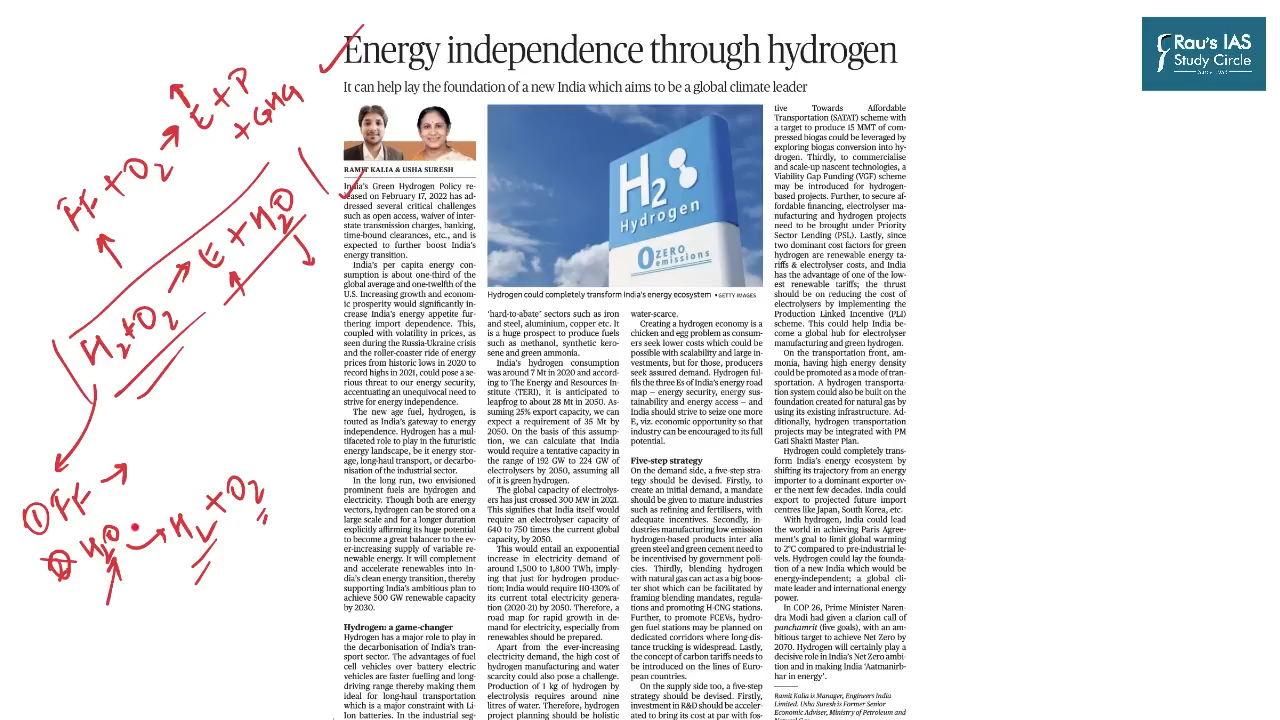 Energy independence through hydrogen
It can help lay the foundation of a new India which aims to be a global climate leader
Rau's IAS
Study Circle
FF + O2 → E + P
+ GHG
H2 + O2 → E + H2O
① FF →
② H2O → H2 + O2
RAMIT KALIA & USHA SURESH
India's Green Hydrogen Policy re-
leased on February 17, 2022 has ad-
dressed several critical challenges
such as open access, waiver of inter-
state transmission charges, banking,
time-bound clearances, etc., and is
expected to further boost India's
energy transition.
India's per capita energy con-
sumption is about one-third of the
global average and one-twelfth of the
U.S. Increasing growth and econom-
ic prosperity would significantly in-
crease India's energy appetite fur-
thering import dependence. This,
coupled with volatility in prices, as
seen during the Russia-Ukraine crisis
and the roller-coaster ride of energy
prices from historic lows in 2020 to
record highs in 2021, could pose a se-
rious threat to our energy security,
accentuating an unequivocal need to
strive for energy independence.
The new age fuel, hydrogen, is
touted as India's gateway to energy
independence. Hydrogen has a mul-
tifaceted role to play in the futuristic
energy landscape, be it energy stor-
age, long-haul transport, or decarbo-
nisation of the industrial sector.
In the long run, two envisioned
prominent fuels are hydrogen and
electricity. Though both are energy
vectors, hydrogen can be stored on a
large scale and for a longer duration
explicitly affirming its huge potential
to become a great balancer to the ev-
er-increasing supply of variable re-
newable energy. It will complement
and accelerate renewables into In-
dia's clean energy transition, thereby
supporting India's ambitious plan to
achieve 500 GW renewable capacity
by 2030.
Hydrogen: a game-changer
Hydrogen has a major role to play in
the decarbonisation of India's trans-
port sector. The advantages of fuel
cell vehicles over battery electric
vehicles are faster fuelling and long-
driving range thereby making them
ideal for long-haul transportation
which is a major constraint with Li-
Ion batteries. In the industrial seg-
H2
Hydrogen
0 ZERO
emissions
Hydrogen could completely transform India's energy ecosystem • GETTY IMAGES
'hard-to-abate' sectors such as iron
and steel, aluminium, copper etc. It
is a huge prospect to produce fuels
such as methanol, synthetic kero-
sene and green ammonia.
India's hydrogen consumption
was around 7 Mt in 2020 and accord-
ing to The Energy and Resources In-
stitute (TERI), it is anticipated to
leapfrog to about 28 Mt in 2050. As-
suming 25% export capacity, we can
expect a requirement of 35 Mt by
2050. On the basis of this assump-
tion, we can calculate that India
would require a tentative capacity in
the range of 192 GW to 224 GW of
electrolysers by 2050, assuming all
of it is green hydrogen.
The global capacity of electrolys-
ers has just crossed 300 MW in 2021.
This signifies that India itself would
require an electrolyser capacity of
640 to 750 times the current global
capacity, by 2050.
This would entail an exponential
increase in electricity demand of
around 1,500 to 1,800 TWh, imply-
ing that just for hydrogen produc-
tion; India would require 110-130% of
its current total electricity genera-
tion (2020-21) by 2050. Therefore, a
road map for rapid growth in de-
mand for electricity, especially from
renewables should be prepared.
Apart from the ever-increasing
electricity demand, the high cost of
hydrogen manufacturing and water
scarcity could also pose a challenge.
Production of 1 kg of hydrogen by
electrolysis requires around nine
litres of water. Therefore, hydrogen
project planning should be holistic
water-scarce.
Creating a hydrogen economy is a
chicken and egg problem as consum-
ers seek lower costs which could be
possible with scalability and large in-
vestments, but for those, producers
seek assured demand. Hydrogen ful-
fils the three Es of India's energy road
map – energy security, energy sus-
tainability and energy access – and
India should strive to seize one more
E, viz. economic opportunity so that
industry can be encouraged to its full
potential.
Five-step strategy
On the demand side, a five-step stra-
tegy should be devised. Firstly, to
create an initial demand, a mandate
should be given to mature industries
such as refining and fertilisers, with
adequate incentives. Secondly, in-
dustries manufacturing low emission
hydrogen-based products inter alia
green steel and green cement need to
be incentivised by government poli-
cies. Thirdly, blending hydrogen
with natural gas can act as a big boos-
ter shot which can be facilitated by
framing blending mandates, regula-
tions and promoting H-CNG stations.
Further, to promote FCEVs, hydro-
gen fuel stations may be planned on
dedicated corridors where long-dis-
tance trucking is widespread. Lastly,
the concept of carbon tariffs needs to
be introduced on the lines of Euro-
pean countries.
On the supply side too, a five-step
strategy should be devised. Firstly,
investment in R&D should be acceler-
ated to bring its cost at par with fos-
tive Towards Affordable
Transportation (SATAT) scheme with
a target to produce 15 MMT of com-
pressed biogas could be leveraged by
exploring biogas conversion into hy-
drogen. Thirdly, to commercialise
and scale-up nascent technologies, a
Viability Gap Funding (VGF) scheme
may be introduced for hydrogen-
based projects. Further, to secure af-
fordable financing, electrolyser ma-
nufacturing and hydrogen projects
need to be brought under Priority
Sector Lending (PSL). Lastly, since
two dominant cost factors for green
hydrogen are renewable energy ta-
riffs & electrolyser costs, and India
has the advantage of one of the low-
est renewable tariffs; the thrust
should be on reducing the cost of
electrolysers by implementing the
Production Linked Incentive (PLI)
scheme. This could help India be-
come a global hub for electrolyser
manufacturing and green hydrogen.
On the transportation front, am-
monia, having high energy density
could be promoted as a mode of tran-
sportation. A hydrogen transporta-
tion system could also be built on the
foundation created for natural gas by
using its existing infrastructure. Ad-
ditionally, hydrogen transportation
projects may be integrated with PM
Gati Shakti Master Plan.
Hydrogen could completely trans-
form India's energy ecosystem by
shifting its trajectory from an energy
importer to a dominant exporter ov-
er the next few decades. India could
export to projected future import
centres like Japan, South Korea, etc.
With hydrogen, India could lead
the world in achieving Paris Agree-
ment's goal to limit global warming
to 2°C compared to pre-industrial le-
vels. Hydrogen could lay the founda-
tion of a new India which would be
energy-independent; a global cli-
mate leader and international energy
power.
In COP 26, Prime Minister Naren-
dra Modi had given a clarion call of
panchamrit (five goals), with an am-
bitious target to achieve Net Zero by
2070. Hydrogen will certainly play a
decisive role in India's Net Zero ambi-
tion and in making India 'Aatmanirb-
har in energy'.
Ramit Kalia is Manager, Engineers India
Limited. Usha Suresh is Former Senior
Economic Adviser, Ministry of Petroleum and